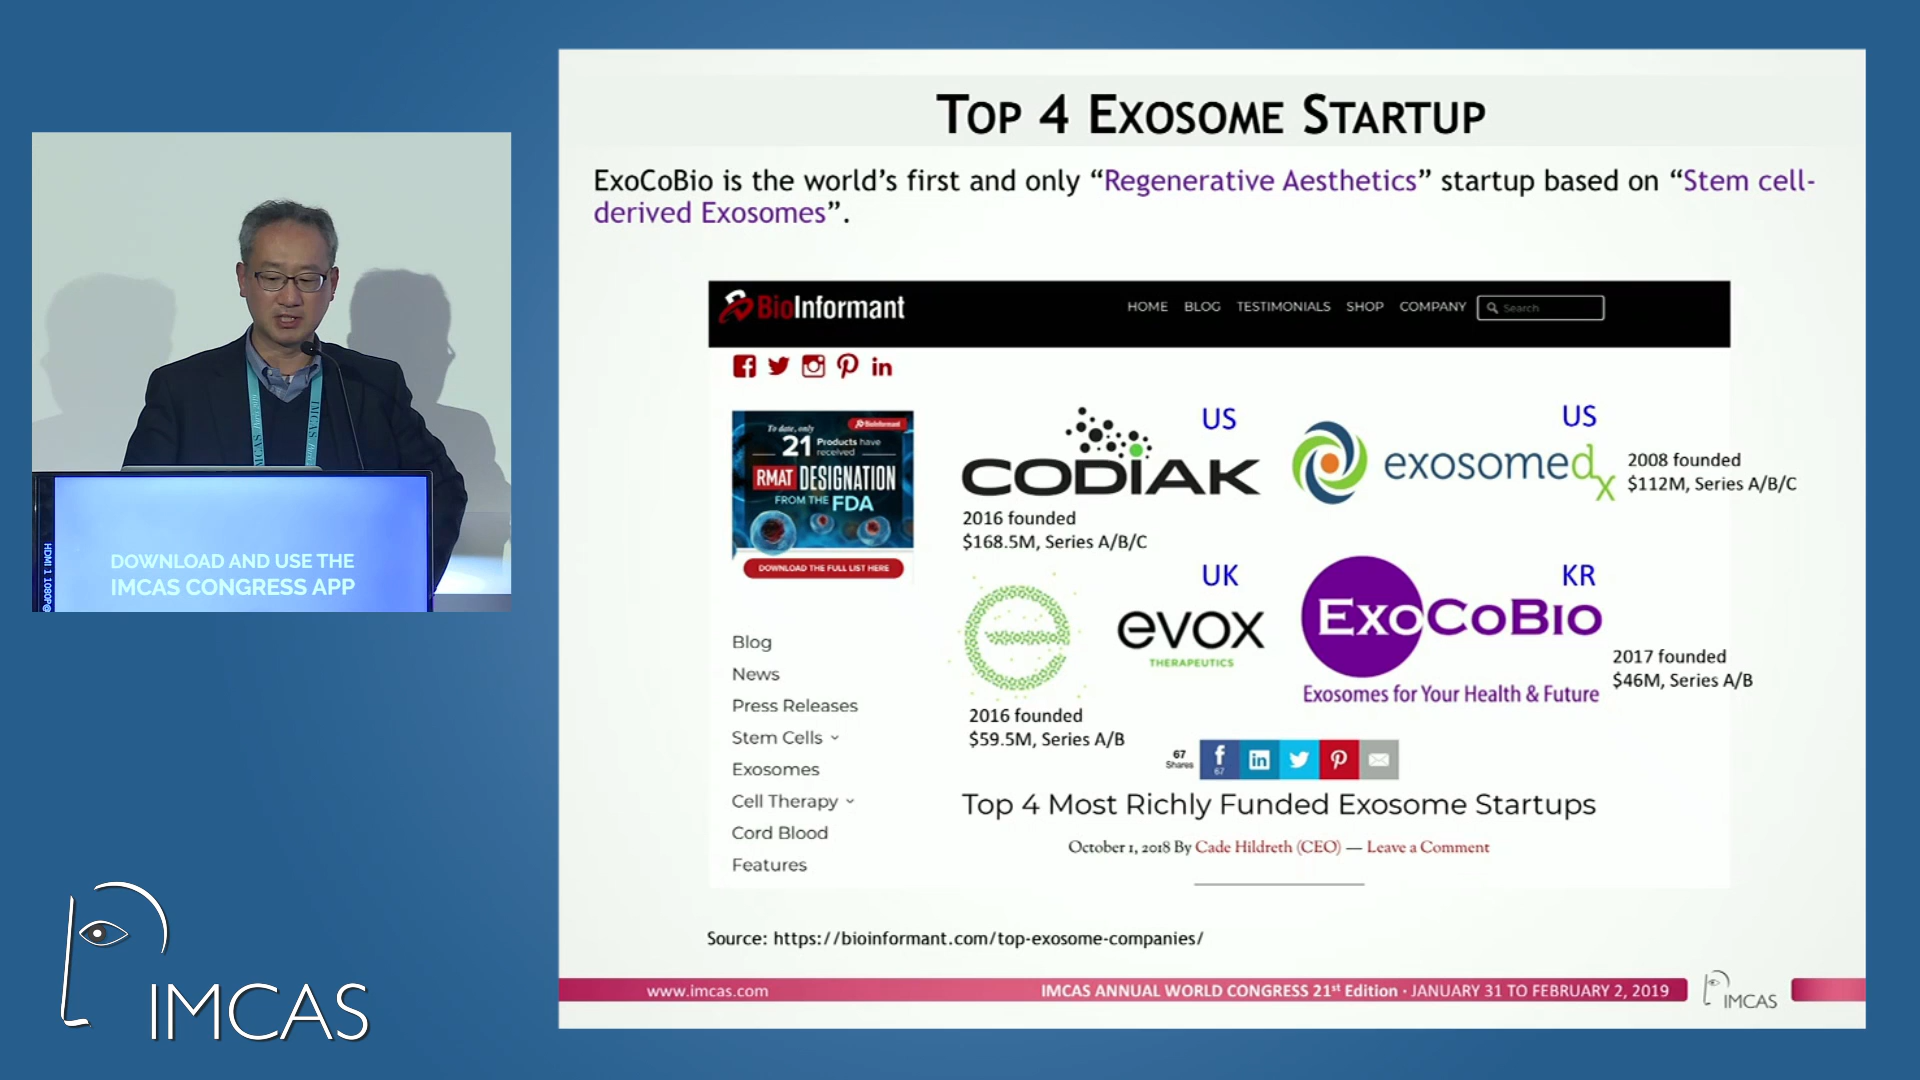 TOP 4 EXOSOME STARTUP
ExoCoBio is the world's first and only “Regenerative Aesthetics” startup based on “Stem cell-
derived Exosomes”.
BioInformant
HOME BLOG TESTIMONIALS SHOP COMPANY Search
To date, only
BioInformant
21 Products have
received
RMAT DESIGNATION
FROM THE FDA
DOWNLOAD THE FULL LIST HERE
Blog
News
Press Releases
Stem Cells
Exosomes
Cell Therapy
Cord Blood
Features
US
CODIAK
2016 founded
$168.5M, Series A/B/C
US
exosomedx
2008 founded
$112M, Series A/B/C
UK
e
evox
THERAPEUTICS
2016 founded
$59.5M, Series A/B
KR
EXOCOBIO
Exosomes for Your Health & Future
2017 founded
$46M, Series A/B
67
Shares
67
Top 4 Most Richly Funded Exosome Startups
October 1, 2018 By Cade Hildreth (CEO) — Leave a Comment
Source: https://bioinformant.com/top-exosome-companies/
www.imcas.com
IMCAS ANNUAL WORLD CONGRESS 21st Edition · JANUARY 31 TO FEBRUARY 2, 2019
IMCAS
IMCAS
HDMI 1 1080P@
DOWNLOAD AND USE THE
IMCAS CONGRESS APP
IMCAS